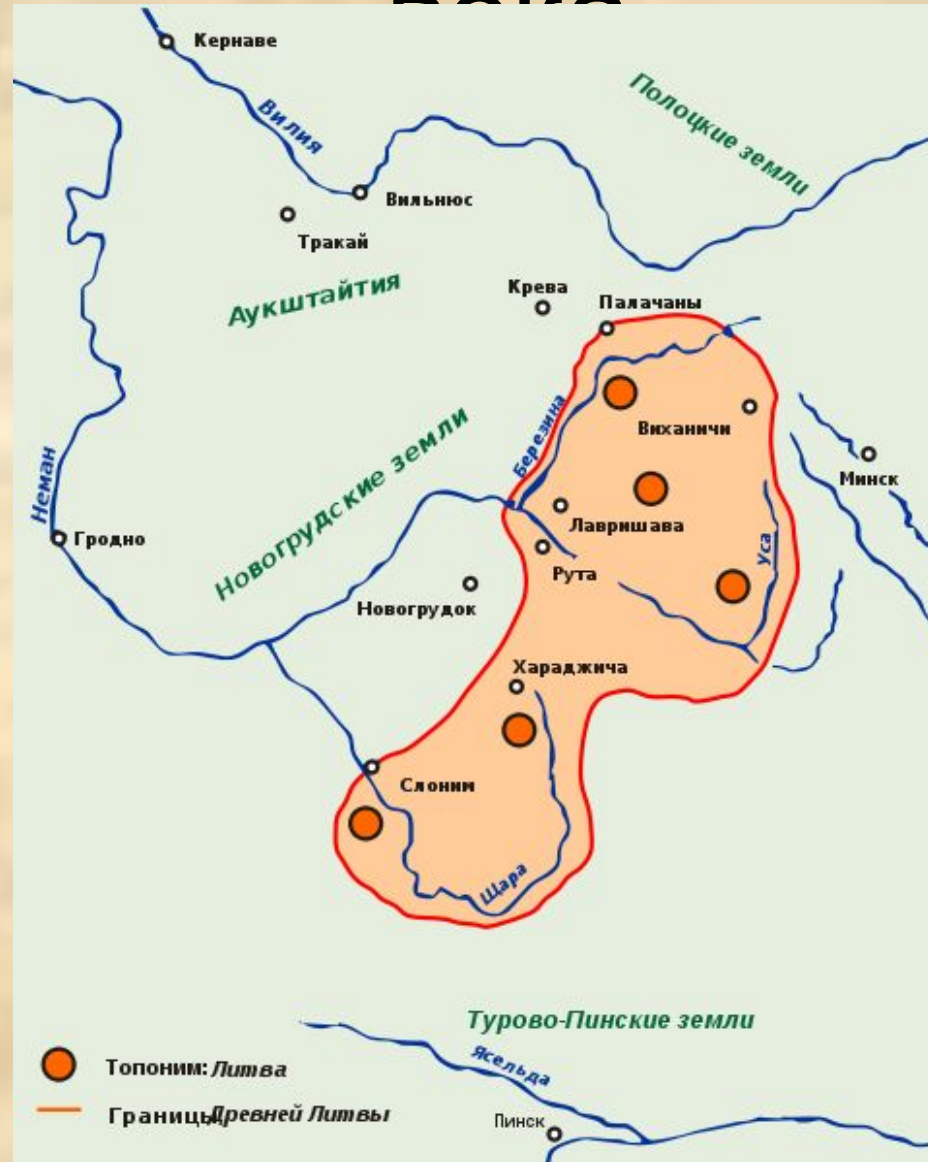 Кернаве
Вилия
Полоцкие земли
Вильнюс
Тракай
Аукштайтия
Крева
Палачаны
Березина
Виханичи
Минск
Новогрудские земли
Неман
Гродно
Лавришава
Уса
Рута
Новогрудок
Хараджича
Слоним
Щара
Турово-Пинские земли
Ясельда
Пинск
Топоним: Литва
Границы Древней Литвы